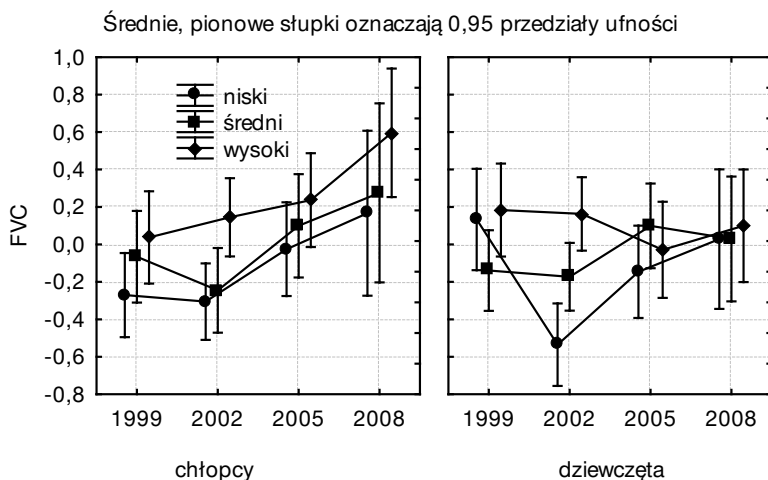 Średnie, pionowe słupki oznaczają 0,95 przedziały ufności
FVC
1,0
0,8
0,6
0,4
0,2
0,0
-0,2
-0,4
-0,6
-0,8
niski
średni
wysoki
1999 2002 2005 2008
chłopcy
1999 2002 2005 2008
dziewczęta